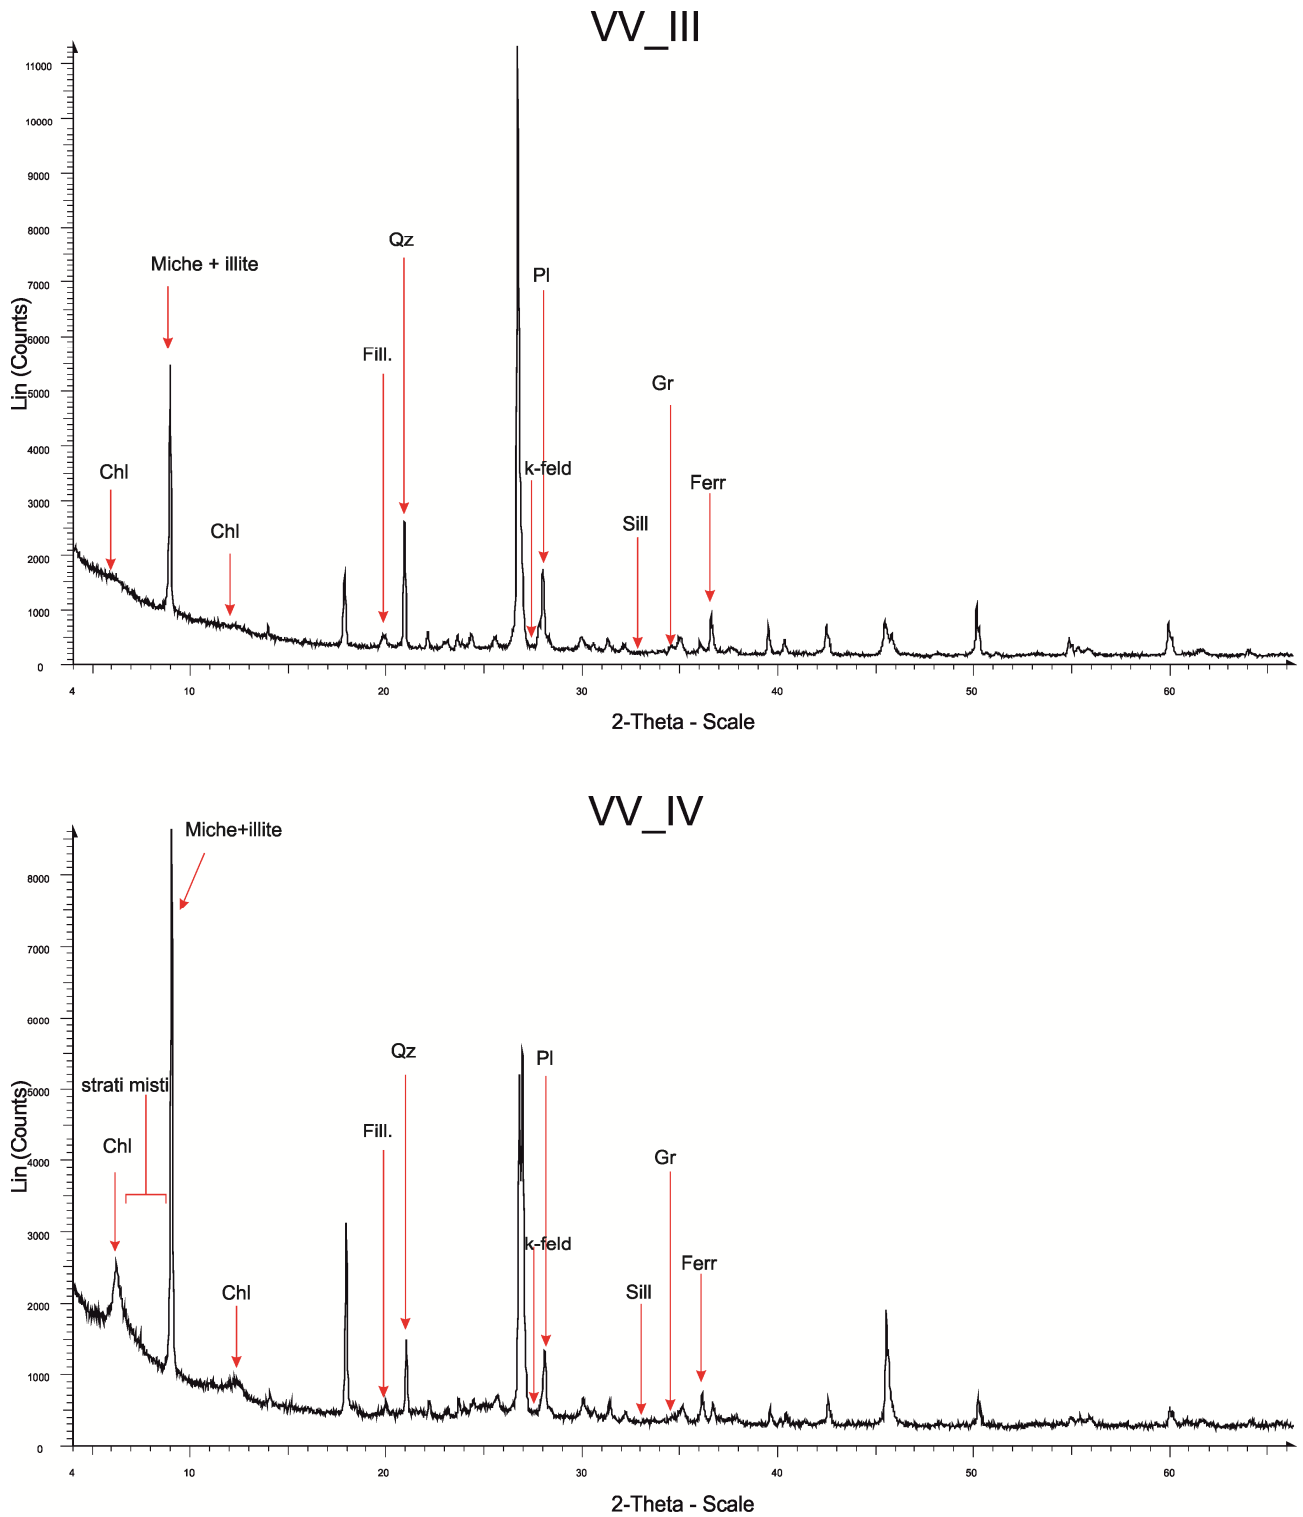 VV_III
11000
10000
9000
8000
7000
6000
5000
4000
3000
2000
1000
0
Lin (Counts)
Qz
Miche + illite
Pl
Fill.
Gr
k-feld
Chl
Ferr
Sill
Chl
4 10 20 30 40 50 60
2-Theta - Scale
VV_IV
Miche+illite
8000
7000
6000
5000
4000
3000
2000
1000
0
Lin (Counts)
Qz
Pl
strati misti
Fill.
Chl
Gr
k-feld
Ferr
Chl
Sill
4 10 20 30 40 50 60
2-Theta - Scale